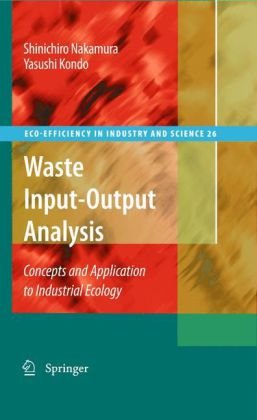 Shinichiro Nakamura
Yasushi Kondo
ECO-EFFICIENCY IN INDUSTRY AND SCIENCE 26
Waste
Input-Output
Analysis
Concepts and Application
to Industrial Ecology
Springer